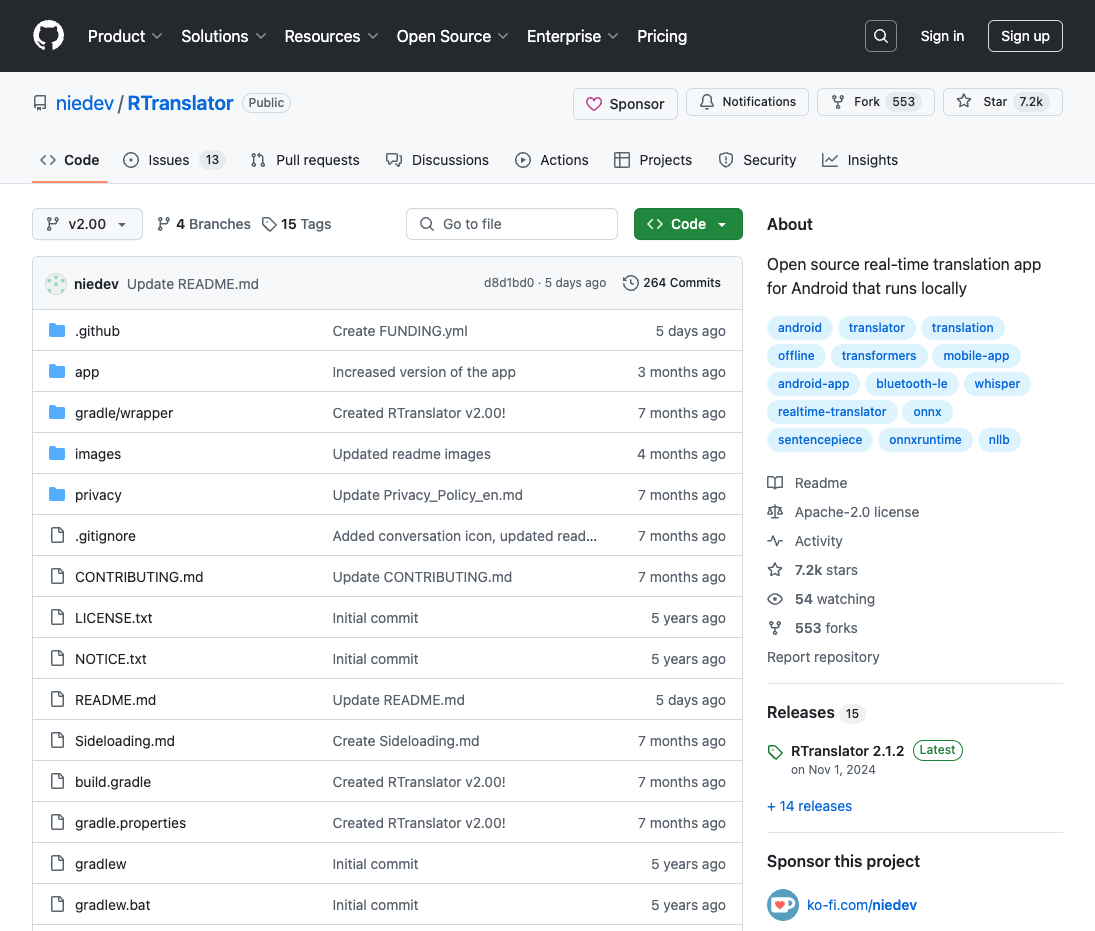 Product Solutions Resources Open Source Enterprise Pricing Sign in Sign up
niedev / RTranslator Public Sponsor Notifications Fork 553 Star 7.2k
Code Issues 13 Pull requests Discussions Actions Projects Security Insights
v2.00 4 Branches 15 Tags Go to file Code
niedev Update README.md d8d1bd0 · 5 days ago 264 Commits
.github Create FUNDING.yml 5 days ago
app Increased version of the app 3 months ago
gradle/wrapper Created RTranslator v2.00! 7 months ago
images Updated readme images 4 months ago
privacy Update Privacy_Policy_en.md 7 months ago
.gitignore Added conversation icon, updated read... 7 months ago
CONTRIBUTING.md Update CONTRIBUTING.md 7 months ago
LICENSE.txt Initial commit 5 years ago
NOTICE.txt Initial commit 5 years ago
README.md Update README.md 5 days ago
Sideloading.md Create Sideloading.md 7 months ago
build.gradle Created RTranslator v2.00! 7 months ago
gradle.properties Created RTranslator v2.00! 7 months ago
gradlew Initial commit 5 years ago
gradlew.bat Initial commit 5 years ago
About
Open source real-time translation app
for Android that runs locally
android translator translation
offline transformers mobile-app
android-app bluetooth-le whisper
realtime-translator onnx
sentencepiece onnxruntime nllb
Readme
Apache-2.0 license
Activity
7.2k stars
54 watching
553 forks
Report repository
Releases 15
RTranslator 2.1.2 Latest
on Nov 1, 2024
+ 14 releases
Sponsor this project
ko-fi.com/niedev